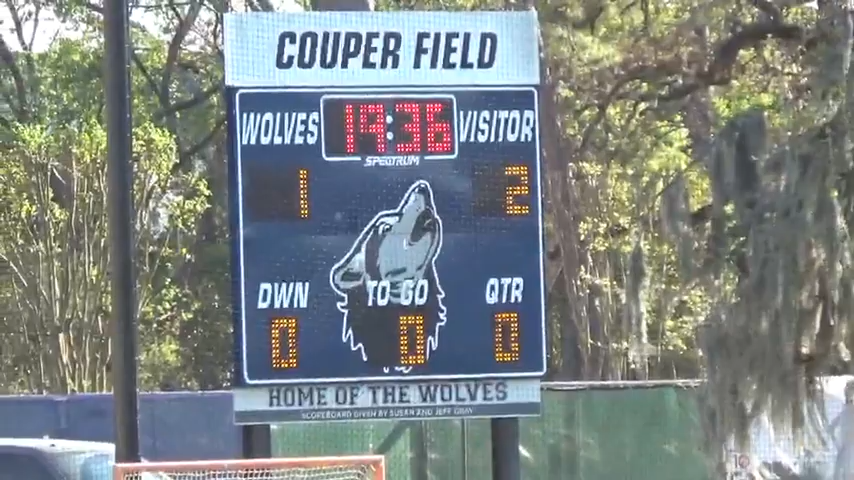 COUPER FIELD
WOLVES 19:36 VISITOR
SPECTRUM
1 2
DWN TO GO QTR
0 0 0
HOME OF THE WOLVES
SCOREBOARD GIVEN BY SUSAN AND JEFF GRAY